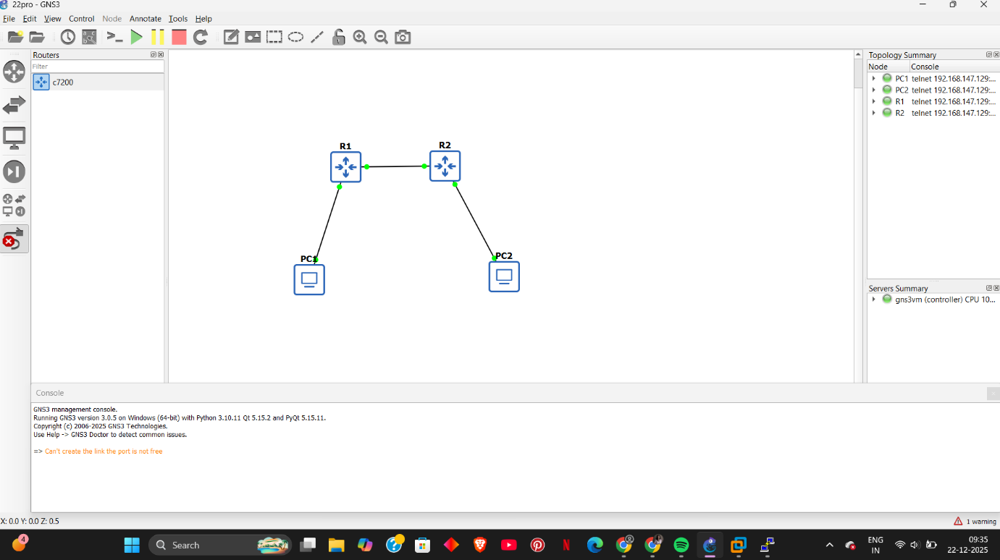 22pro - GNS3
File Edit View Control Node Annotate Tools Help
Routers
Filter
c7200
R1
R2
PC1
PC2
Topology Summary
Node Console
PC1 telnet 192.168.147.129:...
PC2 telnet 192.168.147.129:...
R1 telnet 192.168.147.129:...
R2 telnet 192.168.147.129:...
Servers Summary
gns3vm (controller) CPU 10...
Console
GNS3 management console.
Running GNS3 version 3.0.5 on Windows (64-bit) with Python 3.10.11 Qt 5.15.2 and PyQt 5.15.11.
Copyright (c) 2006-2025 GNS3 Technologies.
Use Help -> GNS3 Doctor to detect common issues.
=> Can't create the link the port is not free
X: 0.0 Y: 0.0 Z: 0.5
1 warning
4
Search
ENG
IN
09:35
22-12-2025